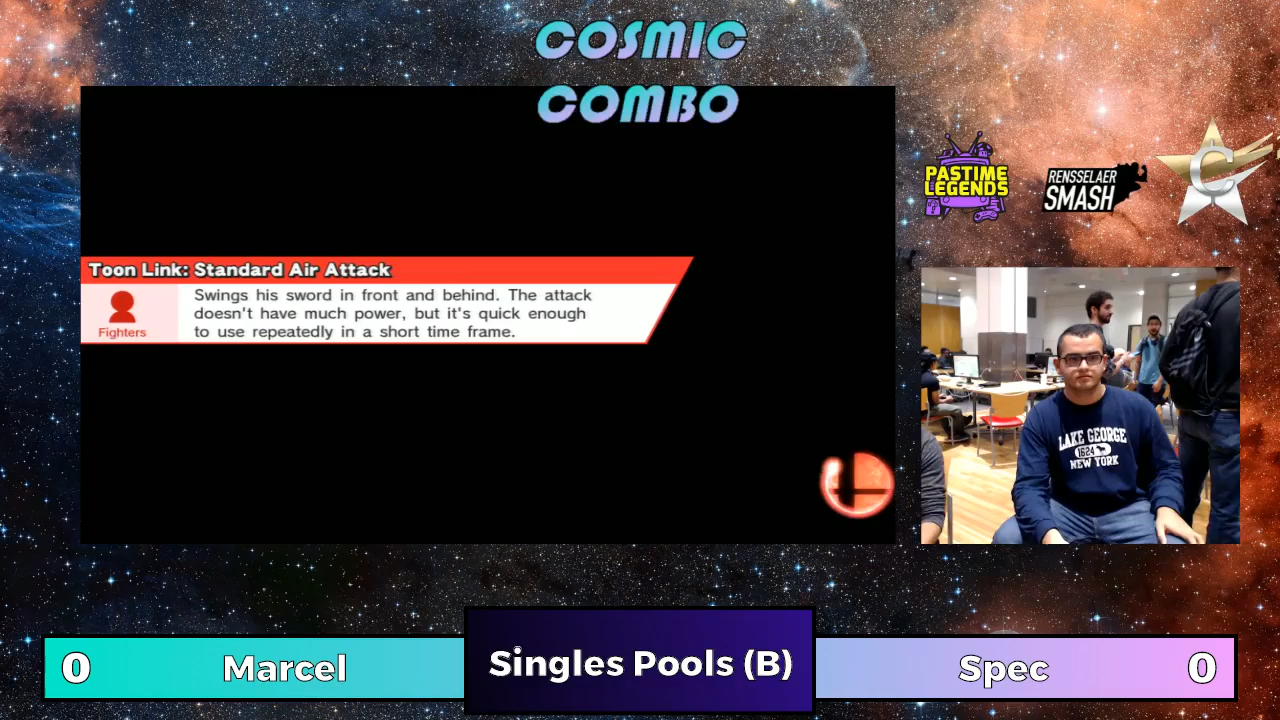 COSMIC
COMBO
PASTIME
LEGENDS
RENSSELAER
SMASH
C
Toon Link: Standard Air Attack
Swings his sword in front and behind. The attack
doesn't have much power, but it's quick enough
to use repeatedly in a short time frame.
Fighters
LAKE GEORGE
1624
NEW YORK
0
Marcel
Singles Pools (B)
Spec
0